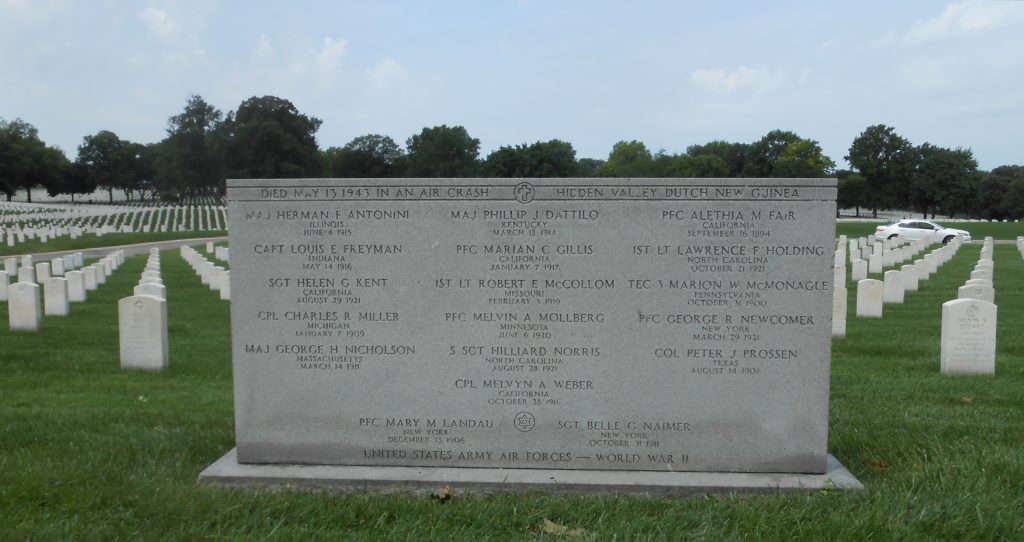 DIED MAY 13 1943 IN AN AIR CRASH HIDDEN VALLEY DUTCH NEW GUINEA
MAJ HERMAN F ANTONINI
ILLINOIS
JUNE 4 1915
MAJ PHILLIP J DATTILO
KENTUCKY
MARCH 18 1914
PFC ALETHIA M FAIR
CALIFORNIA
SEPTEMBER 16 1894
CAPT LOUIS E FREYMAN
INDIANA
MAY 14 1916
PFC MARIAN C GILLIS
CALIFORNIA
JANUARY 7 1917
1ST LT LAWRENCE F HOLDING
NORTH CAROLINA
OCTOBER 21 1921
SGT HELEN G KENT
CALIFORNIA
AUGUST 29 1921
1ST LT ROBERT E McCOLLOM
MISSOURI
FEBRUARY 3 1919
TEC 3 MARION W McMONAGLE
PENNSYLVANIA
OCTOBER 31 1900
CPL CHARLES R MILLER
MICHIGAN
JANUARY 7 1909
PFC MELVIN A MOLLBERG
MINNESOTA
JUNE 6 1920
PFC GEORGE R NEWCOMER
NEW YORK
MARCH 29 1921
MAJ GEORGE H NICHOLSON
MASSACHUSETTS
MARCH 14 1911
S SGT HILLIARD NORRIS
NORTH CAROLINA
AUGUST 28 1921
COL PETER J PROSSEN
TEXAS
AUGUST 14 1907
CPL MELVYN A WEBER
CALIFORNIA
OCTOBER 28 1916
PFC MARY M LANDAU
NEW YORK
DECEMBER 15 1906
SGT BELLE G NAIMER
NEW YORK
OCTOBER 31 1911
UNITED STATES ARMY AIR FORCES — WORLD WAR II